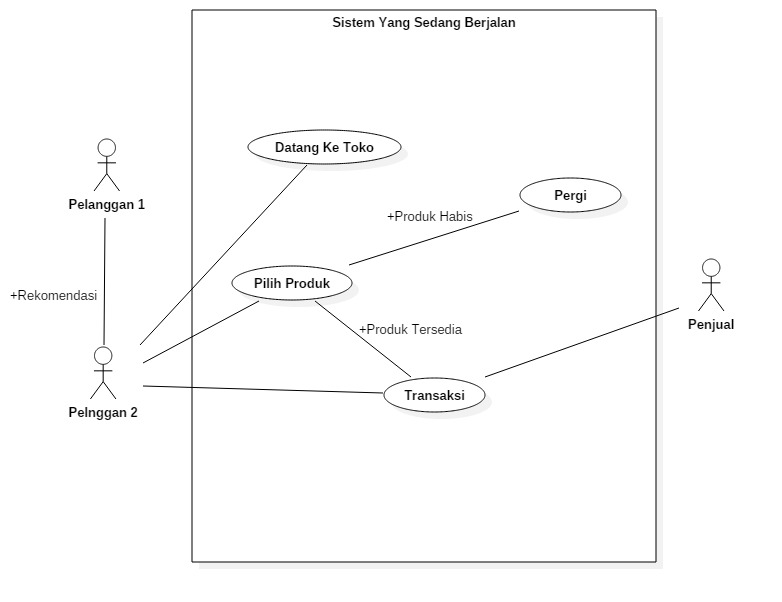 Sistem Yang Sedang Berjalan
Datang Ke Toko
Pelanggan 1
Pergi
+Produk Habis
Pilih Produk
+Rekomendasi
Penjual
+Produk Tersedia
Transaksi
Pelnggan 2